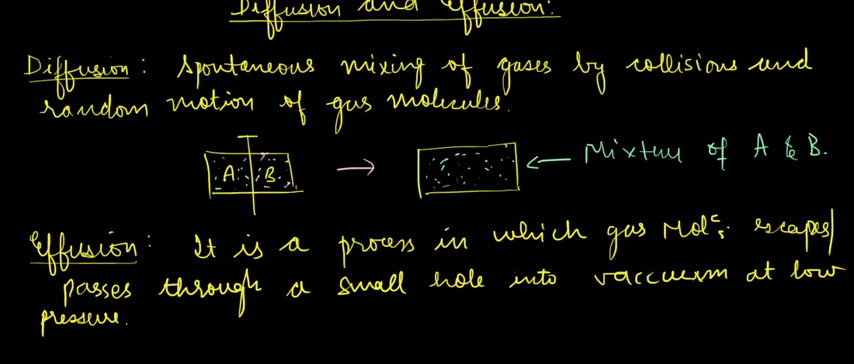 Diffusion and Effusion:
Diffusion: Spontaneous mixing of gases by collisions and
random motion of gas molecules.
A. B. → ← Mixture of A & B.
Effusion: It is a process in which gas Molcs. escapes/
passes through a small hole into vaccuum at low
pressure.